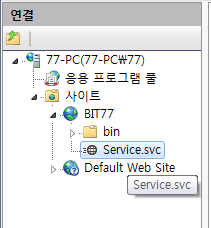 연결
77-PC(77-PC₩77)
응용 프로그램 풀
사이트
BIT77
bin
Service.svc
Default Web Site
Service.svc